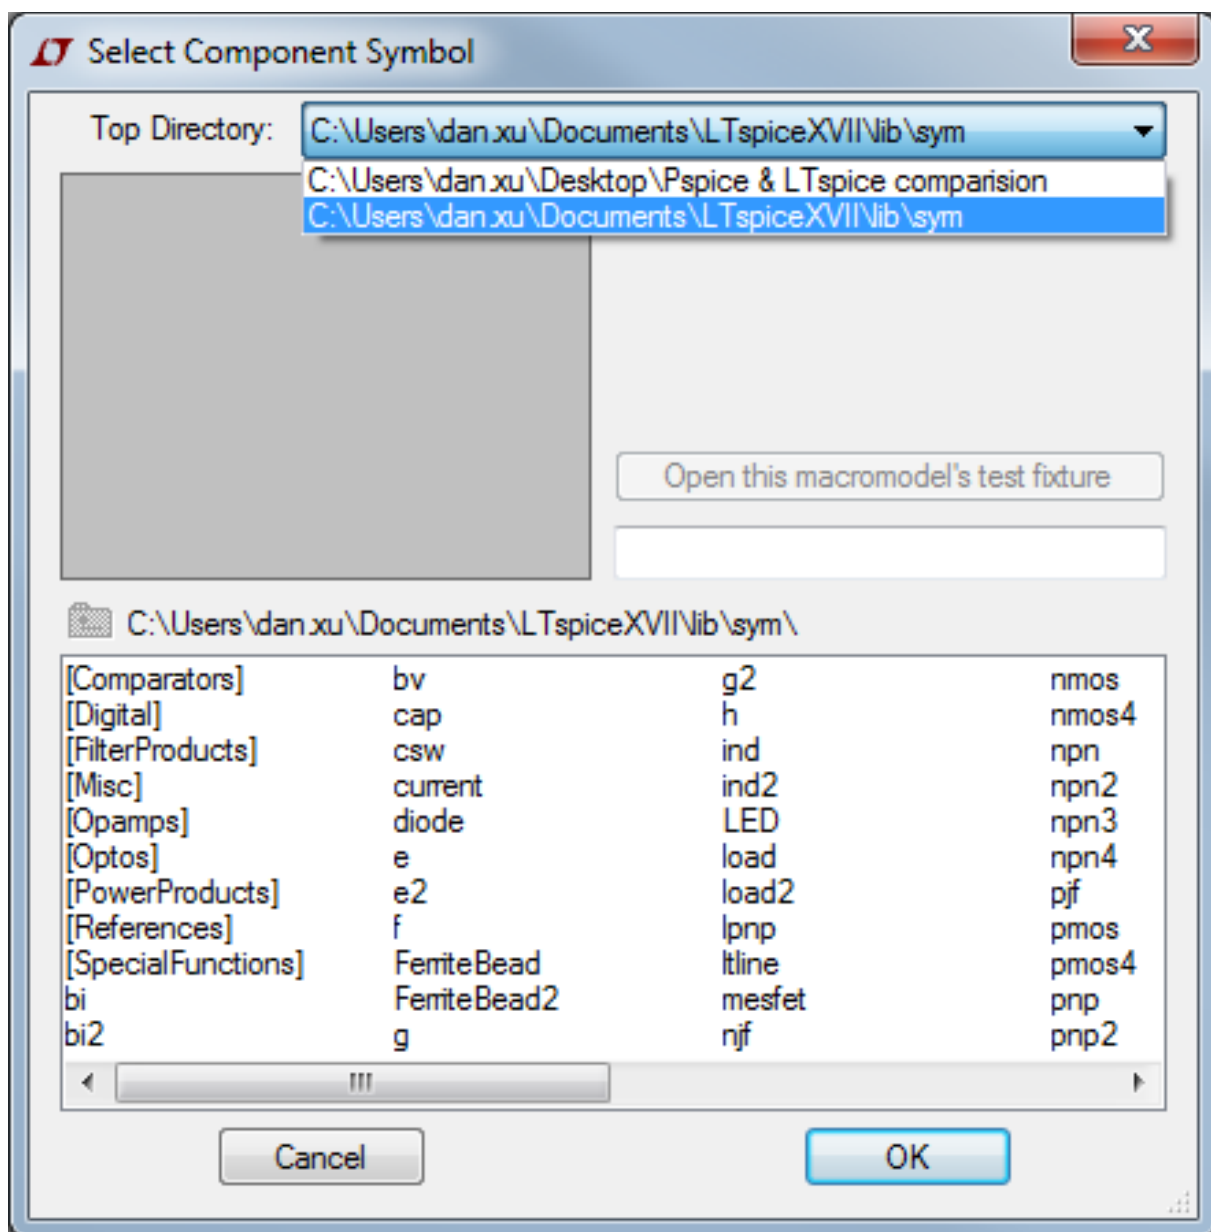 Select Component Symbol
Top Directory: C:\Users\dan.xu\Documents\LTspiceXVII\lib\sym
C:\Users\dan.xu\Desktop\Pspice & LTspice comparision
C:\Users\dan.xu\Documents\LTspiceXVII\lib\sym
Open this macromodel's test fixture
C:\Users\dan.xu\Documents\LTspiceXVII\lib\sym\
[Comparators] bv g2 nmos
[Digital] cap h nmos4
[FilterProducts] csw ind npn
[Misc] current ind2 npn2
[Opamps] diode LED npn3
[Optos] e load npn4
[PowerProducts] e2 load2 pjf
[References] f lpnp pmos
[SpecialFunctions] FerriteBead ltline pmos4
bi FerriteBead2 mesfet pnp
bi2 g njf pnp2
Cancel OK